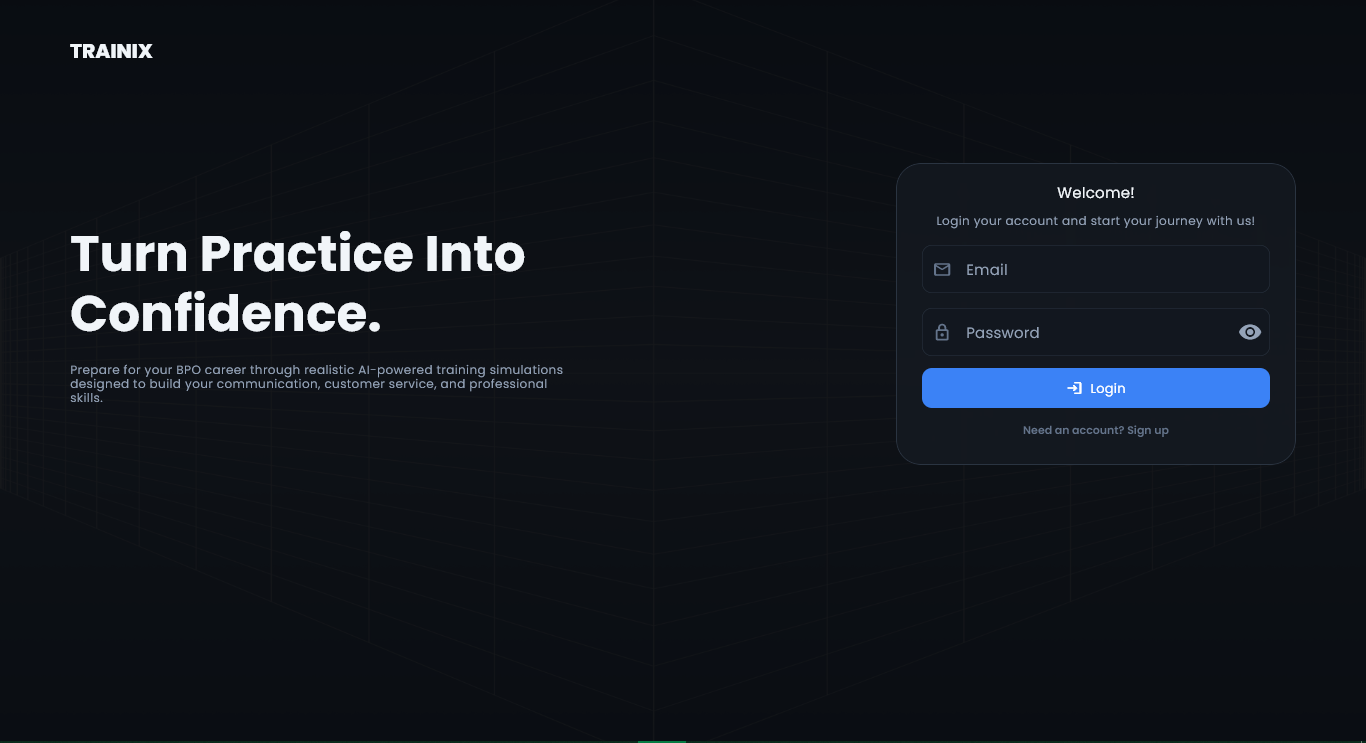 TRAINIX
Turn Practice Into
Confidence.
Prepare for your BPO career through realistic AI-powered training simulations
designed to build your communication, customer service, and professional
skills.
Welcome!
Login your account and start your journey with us!
Email
Password
Login
Need an account? Sign up